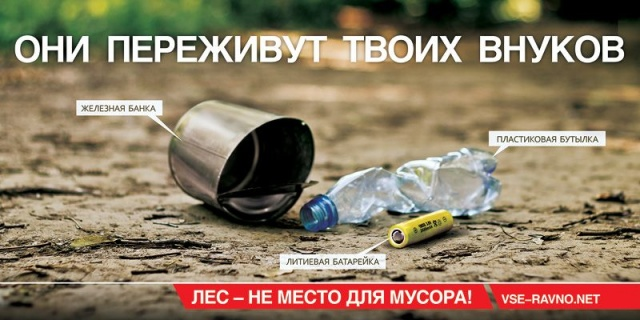 ОНИ ПЕРЕЖИВУТ ТВОИХ ВНУКОВ
ЖЕЛЕЗНАЯ БАНКА
ПЛАСТИКОВАЯ БУТЫЛКА
ЛИТИЕВАЯ БАТАРЕЙКА
ЛЕС – НЕ МЕСТО ДЛЯ МУСОРА!
VSE-RAVNO.NET